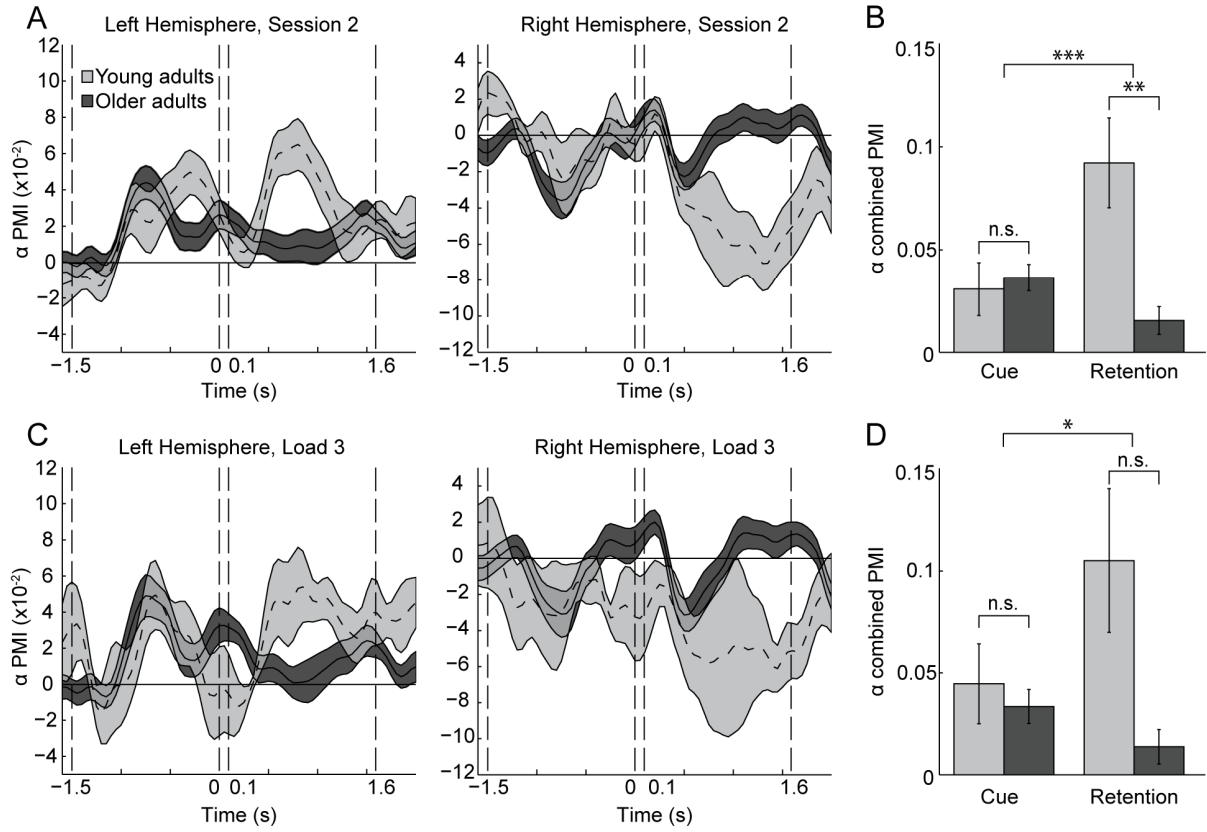 A
Left Hemisphere, Session 2
12
10
8
6
4
2
0
−2
−4
α PMI (x10⁻²)
Young adults
Older adults
−1.5 0 0.1 1.6
Time (s)
Right Hemisphere, Session 2
4
2
0
−2
−4
−6
−8
−10
−12
−1.5 0 0.1 1.6
Time (s)
B
0.15
0.05
0
α combined PMI
***
**
n.s.
Cue Retention
C
Left Hemisphere, Load 3
12
10
8
6
4
2
0
−2
−4
α PMI (x10⁻²)
−1.5 0 0.1 1.6
Time (s)
Right Hemisphere, Load 3
4
2
0
−2
−4
−6
−8
−10
−12
−1.5 0 0.1 1.6
Time (s)
D
0.15
0.1
0.05
0
α combined PMI
*
n.s.
n.s.
Cue Retention